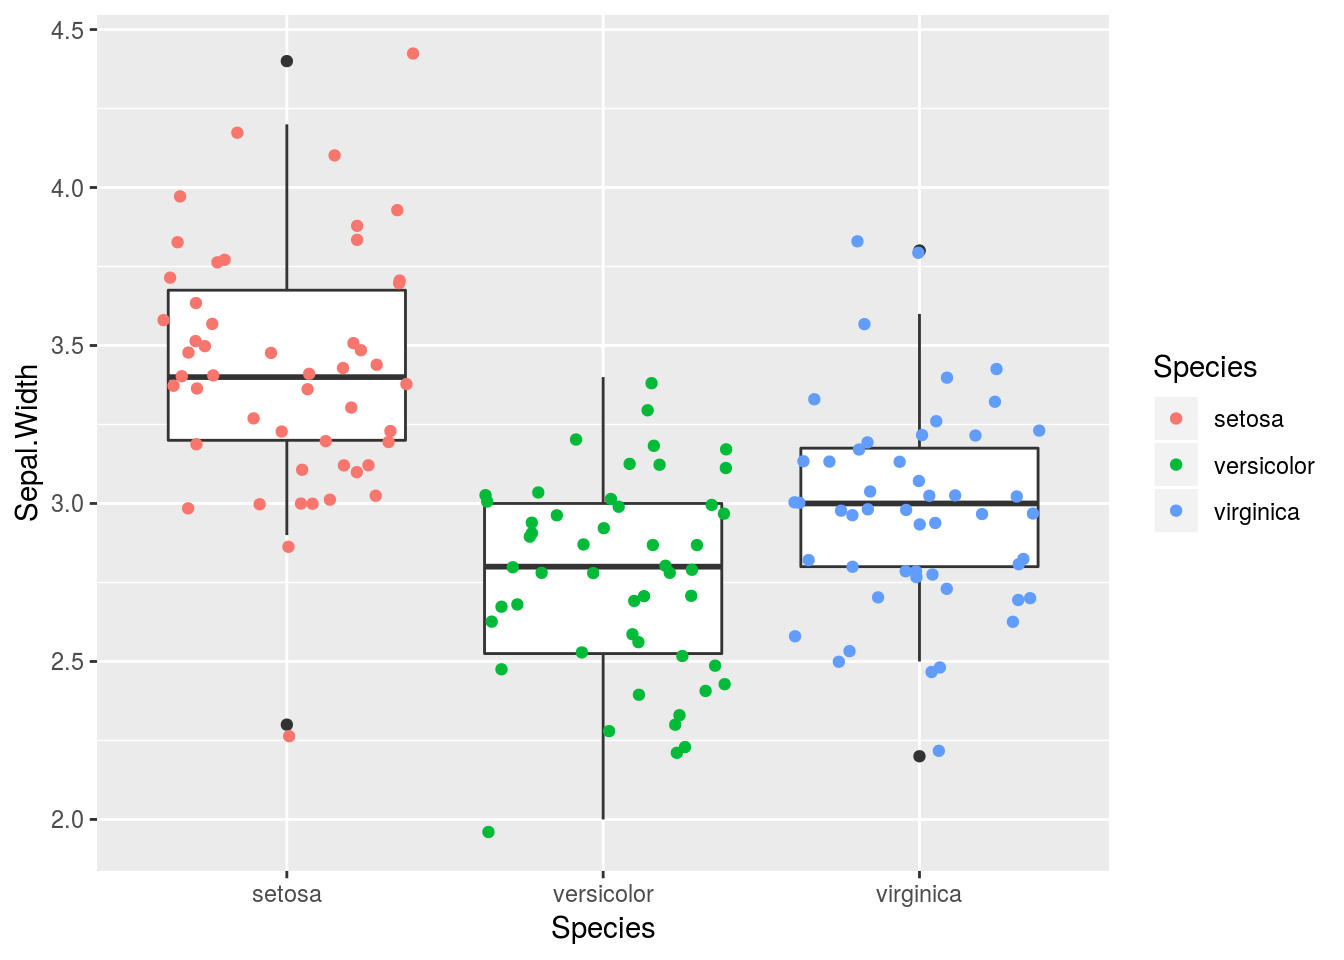 4.5
4.0
3.5
3.0
2.5
2.0
Sepal.Width
setosa
versicolor
virginica
Species
Species
setosa
versicolor
virginica